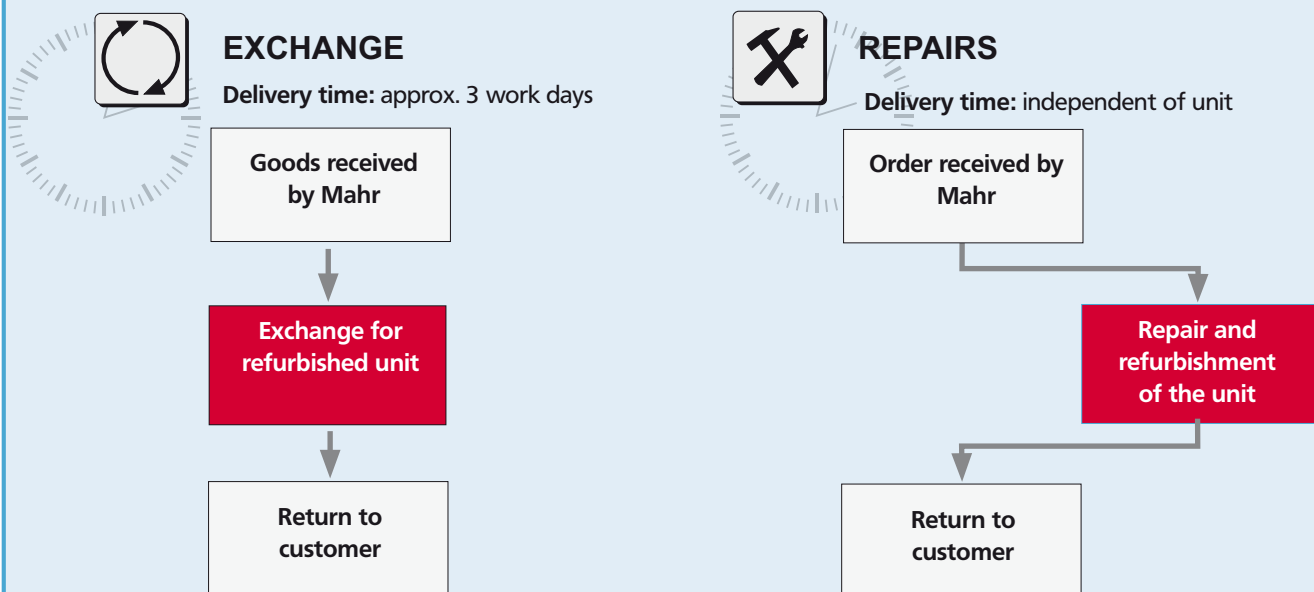 EXCHANGE
Delivery time: approx. 3 work days
Goods received
by Mahr
Exchange for
refurbished unit
Return to
customer
REPAIRS
Delivery time: independent of unit
Order received by
Mahr
Repair and
refurbishment
of the unit
Return to
customer